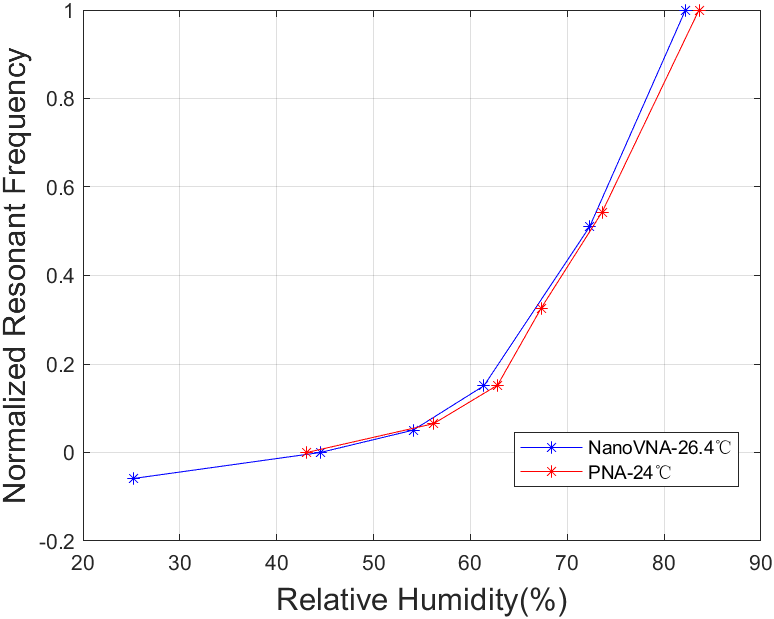 1
0.8
0.6
0.4
0.2
0
-0.2
Normalized Resonant Frequency
NanoVNA-26.4℃
PNA-24℃
20 30 40 50 60 70 80 90
Relative Humidity(%)